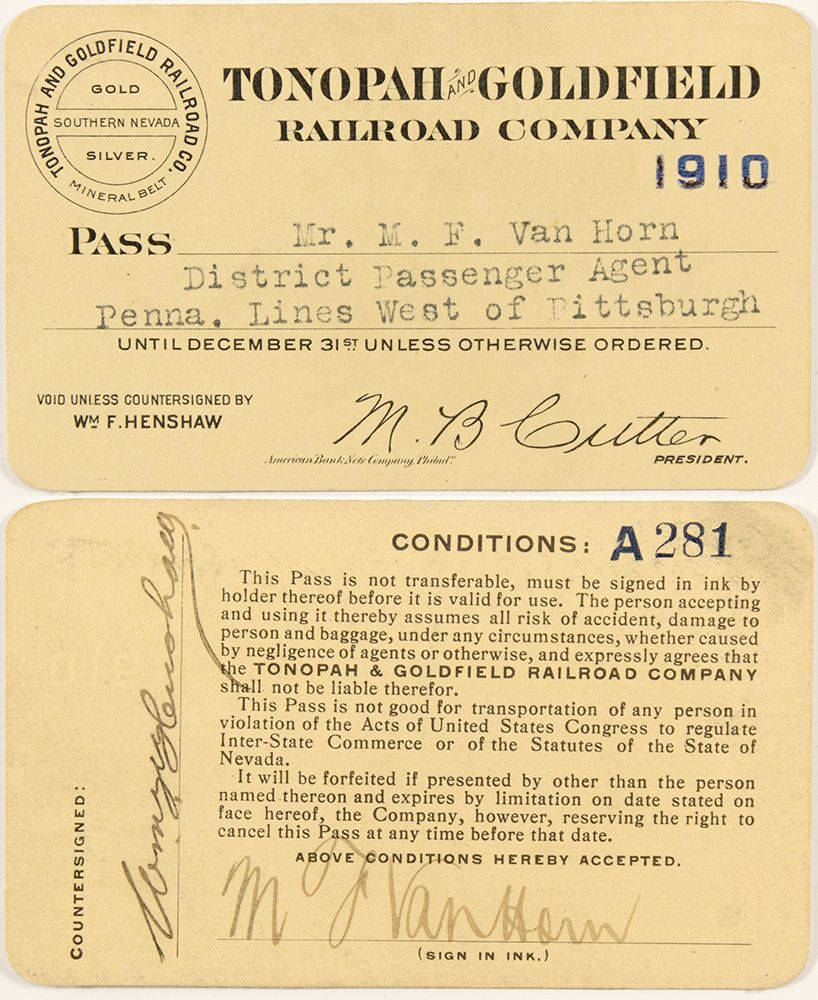 TONOPAH AND GOLDFIELD RAILROAD CO.
GOLD
SOUTHERN NEVADA
SILVER.
MINERAL BELT
TONOPAH AND GOLDFIELD
RAILROAD COMPANY
1910
PASS Mr. M. F. Van Horn
District Passenger Agent
Penna. Lines West of Pittsburgh
UNTIL DECEMBER 31ST UNLESS OTHERWISE ORDERED.
VOID UNLESS COUNTERSIGNED BY
WM F. HENSHAW
M. B Cutter
American Bank Note Company, Philada.
PRESIDENT.
CONDITIONS: A 281
This Pass is not transferable, must be signed in ink by
holder thereof before it is valid for use. The person accepting
and using it thereby assumes all risk of accident, damage to
person and baggage, under any circumstances, whether caused
by negligence of agents or otherwise, and expressly agrees that
the TONOPAH & GOLDFIELD RAILROAD COMPANY
shall not be liable therefor.
This Pass is not good for transportation of any person in
violation of the Acts of United States Congress to regulate
Inter-State Commerce or of the Statutes of the State of
Nevada.
It will be forfeited if presented by other than the person
named thereon and expires by limitation on date stated on
face hereof, the Company, however, reserving the right to
cancel this Pass at any time before that date.
ABOVE CONDITIONS HEREBY ACCEPTED.
M F Van Horn
(SIGN IN INK.)
COUNTERSIGNED:
Wm F Henshaw